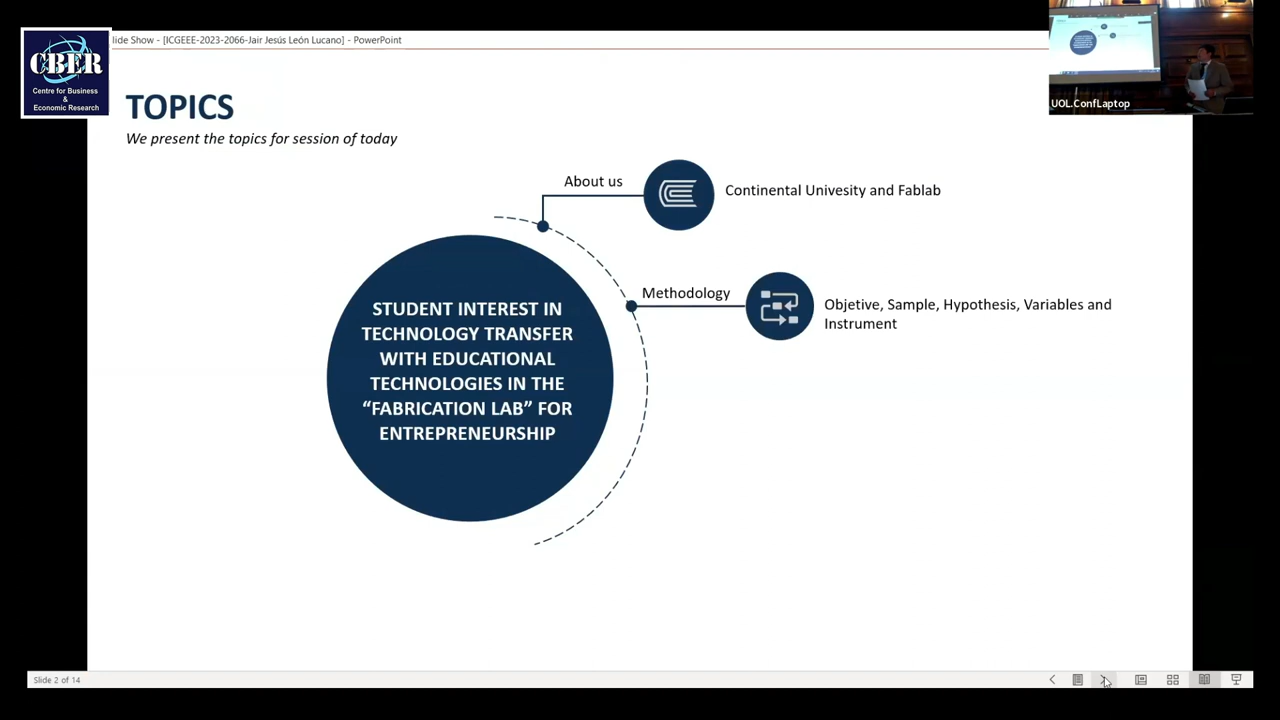 lide Show - [ICGEEE-2023-2066-Jair Jesús León Lucano] - PowerPoint
CBER
Centre for Business
&
Economic Research
UOL.ConfLaptop
TOPICS
We present the topics for session of today
About us
Continental Univesity and Fablab
Methodology
Objetive, Sample, Hypothesis, Variables and
Instrument
STUDENT INTEREST IN
TECHNOLOGY TRANSFER
WITH EDUCATIONAL
TECHNOLOGIES IN THE
“FABRICATION LAB” FOR
ENTREPRENEURSHIP
Slide 2 of 14